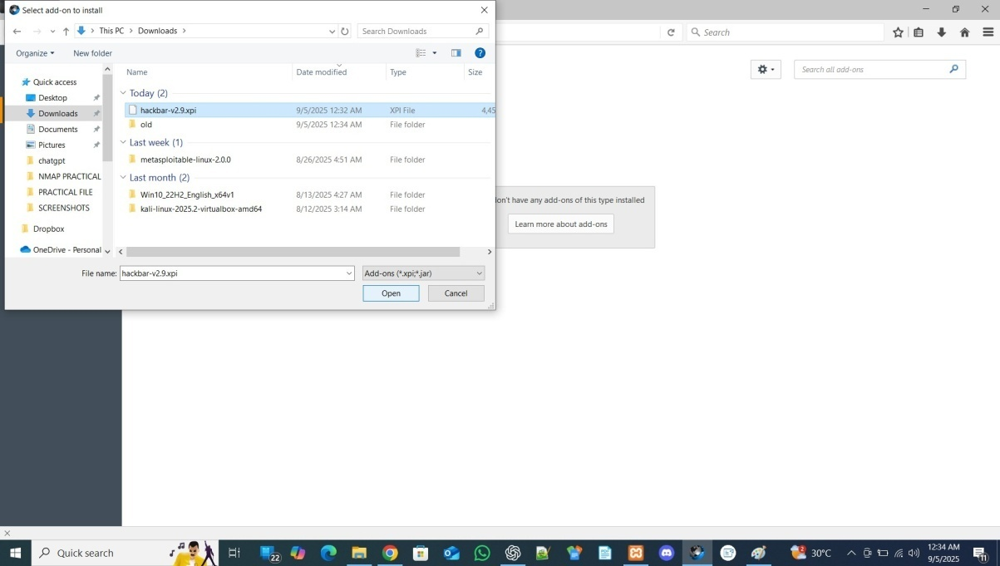 Select add-on to install
This PC > Downloads >
Search Downloads
Search
Organize
New folder
Search all add-ons
Name
Date modified
Type
Size
Quick access
Desktop
Downloads
Documents
Pictures
chatgpt
NMAP PRACTICAL
PRACTICAL FILE
SCREENSHOTS
Dropbox
OneDrive - Personal
Today (2)
hackbar-v2.9.xpi 9/5/2025 12:32 AM XPI File 4,45
old 9/5/2025 12:34 AM File folder
Last week (1)
metasploitable-linux-2.0.0 8/26/2025 4:51 AM File folder
Last month (2)
Win10_22H2_English_x64v1 8/13/2025 4:27 AM File folder
kali-linux-2025.2-virtualbox-amd64 8/12/2025 3:14 AM File folder
on't have any add-ons of this type installed
Learn more about add-ons
File name: hackbar-v2.9.xpi
Add-ons (*.xpi;*.jar)
Open
Cancel
Quick search
22
2
30°C
12:34 AM
9/5/2025
11